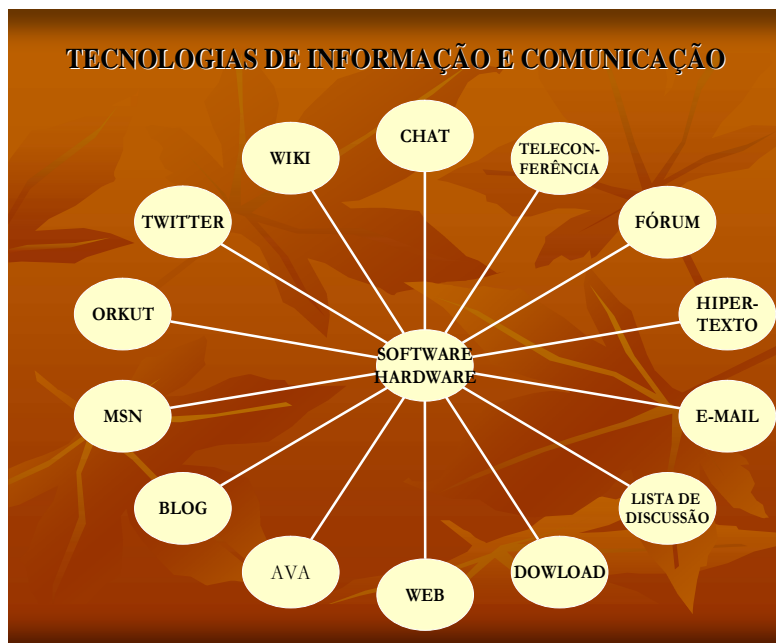 TECNOLOGIAS DE INFORMAÇÃO E COMUNICAÇÃO
CHAT
TELECON-
FERÊNCIA
FÓRUM
HIPER-
TEXTO
E-MAIL
LISTA DE
DISCUSSÃO
DOWLOAD
WEB
AVA
BLOG
MSN
ORKUT
TWITTER
WIKI
SOFTWARE
HARDWARE